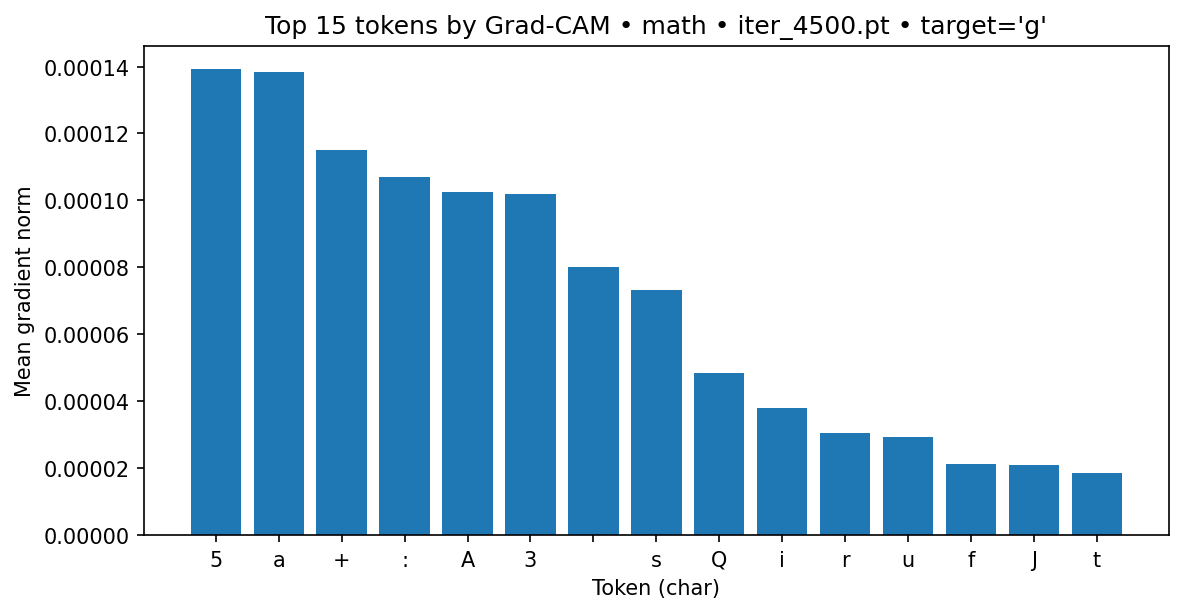 Top 15 tokens by Grad-CAM • math • iter_4500.pt • target='g'
Mean gradient norm
0.00014
0.00012
0.00010
0.00008
0.00006
0.00004
0.00002
0.00000
5 a + : A 3 s Q i r u f J t
Token (char)